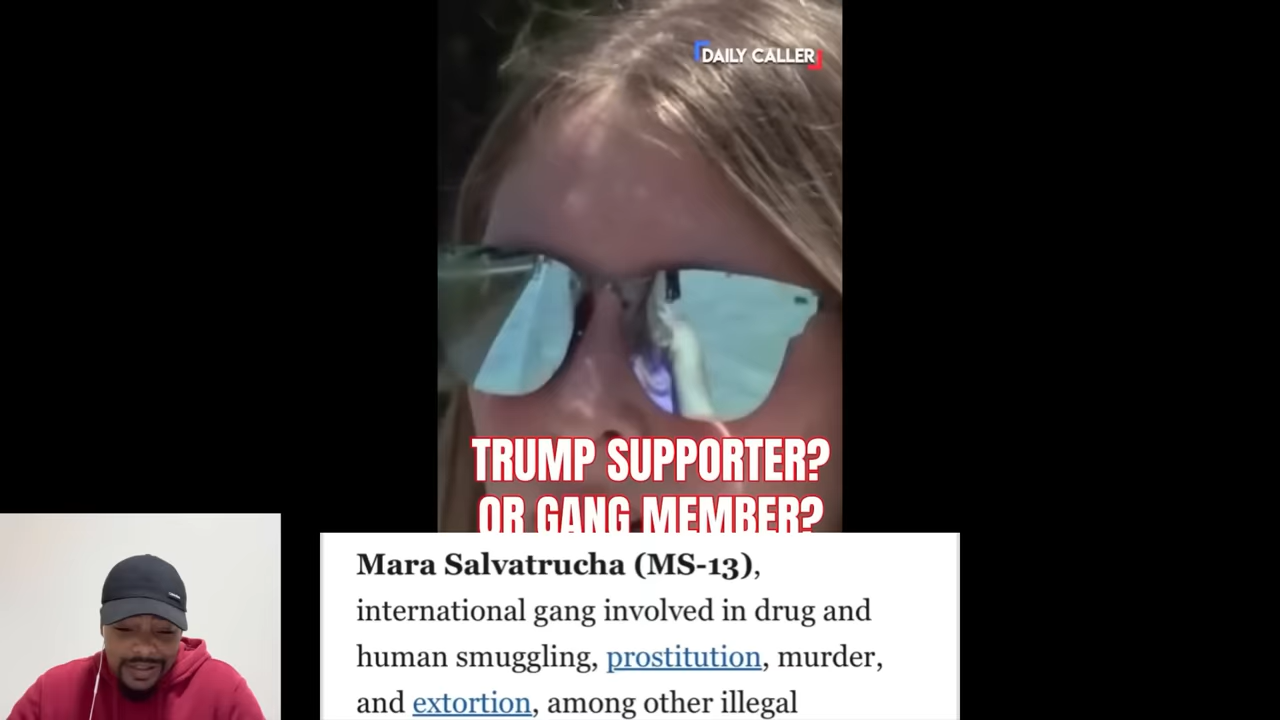 DAILY CALLER
TRUMP SUPPORTER?
OR GANG MEMBER?
Mara Salvatrucha (MS-13),
international gang involved in drug and
human smuggling, prostitution, murder,
and extortion, among other illegal